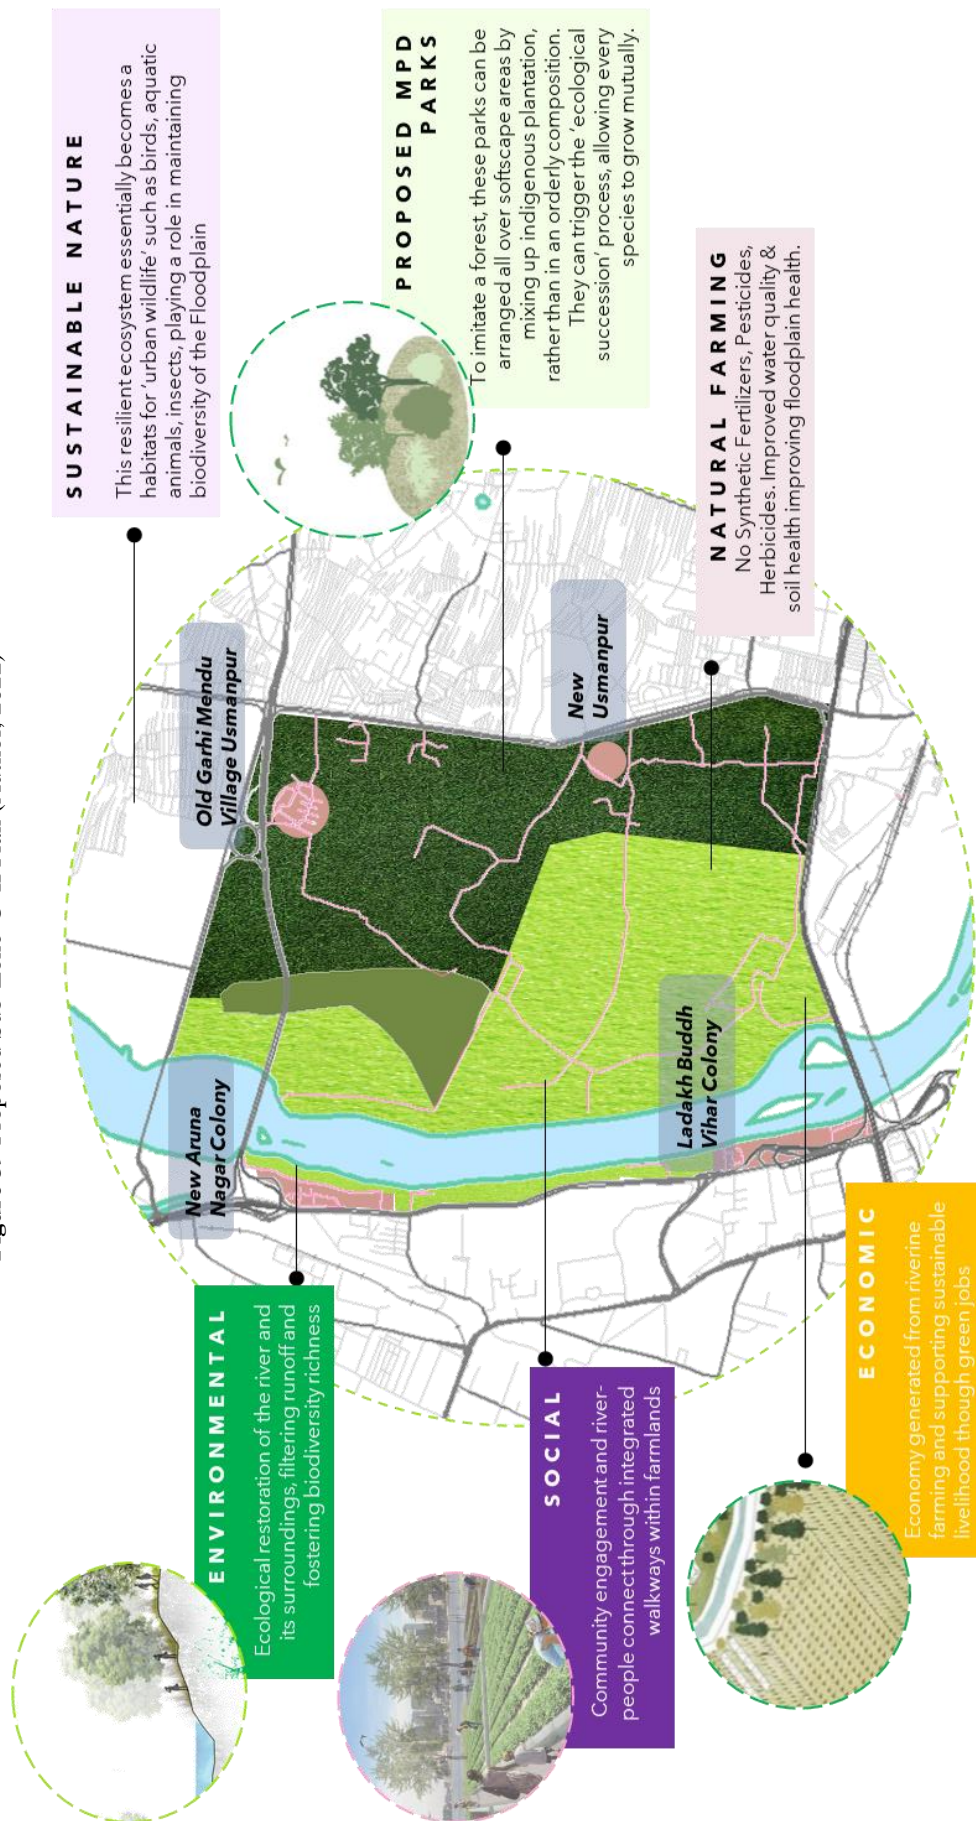 ENVIRONMENTAL
Ecological restoration of the river and
its surroundings, filtering runoff and
fostering biodiversity richness
SOCIAL
Community engagement and river-
people connect through integrated
walkways within farmlands
ECONOMIC
Economy generated from riverine
farming and supporting sustainable
livelihood though green jobs
New Aruna
Nagar Colony
Ladakh Buddh
Vihar Colony
Old Garhi Mendu
Village Usmanpur
New
Usmanpur
SUSTAINABLE NATURE
This resilient ecosystem essentially becomes a
habitats for ‘urban wildlife’ such as birds, aquatic
animals, insects, playing a role in maintaining
biodiversity of the Floodplain
PROPOSED MPD
PARKS
To imitate a forest, these parks can be
arranged all over softscape areas by
mixing up indigenous plantation,
rather than in an orderly composition.
They can trigger the ‘ecological
succession’ process, allowing every
species to grow mutually.
NATURAL FARMING
No Synthetic Fertilizers, Pesticides,
Herbicides. Improved water quality &
soil health improving floodplain health.